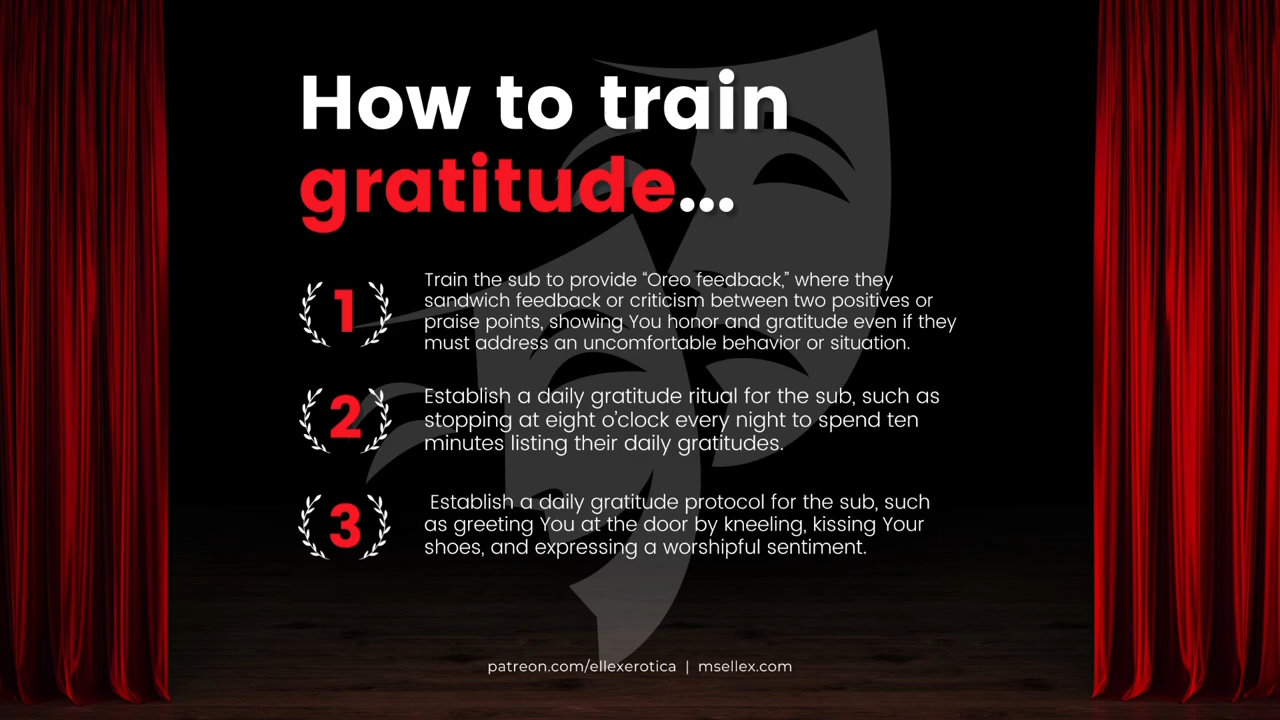 How to train
gratitude...
1
Train the sub to provide “Oreo feedback,” where they
sandwich feedback or criticism between two positives or
praise points, showing You honor and gratitude even if they
must address an uncomfortable behavior or situation.
2
Establish a daily gratitude ritual for the sub, such as
stopping at eight o’clock every night to spend ten
minutes listing their daily gratitudes.
3
Establish a daily gratitude protocol for the sub, such
as greeting You at the door by kneeling, kissing Your
shoes, and expressing a worshipful sentiment.
patreon.com/ellexerotica | msellex.com